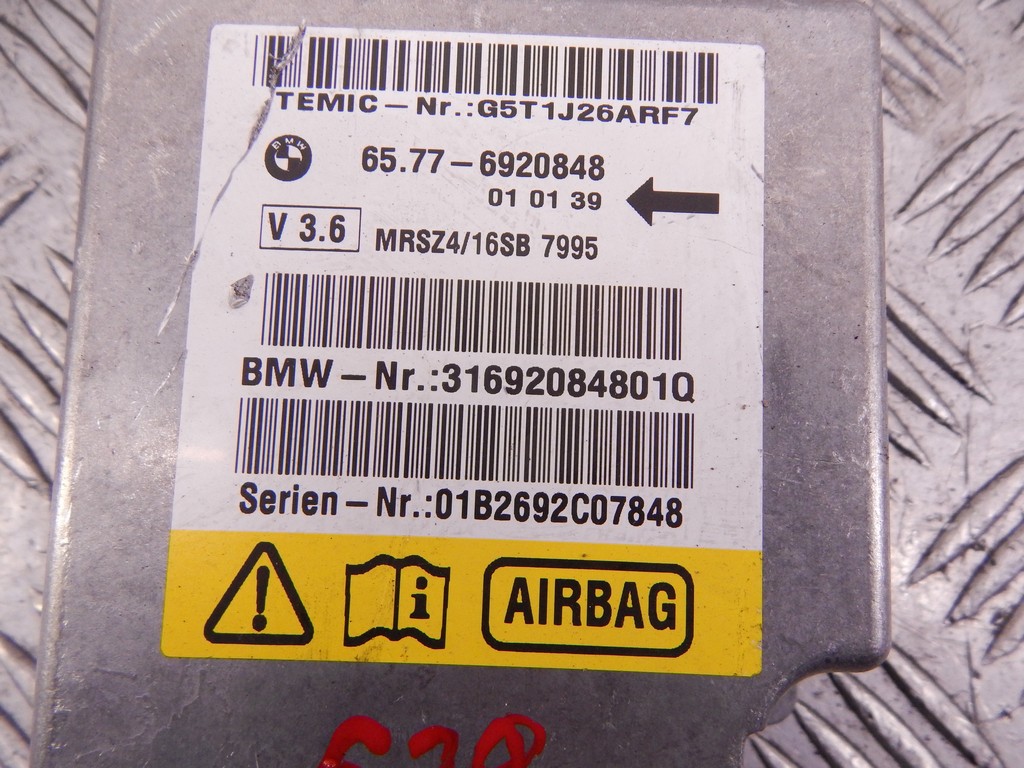 TEMIC – Nr.:G5T1J26ARF7
BMW
65.77 – 6920848
01 01 39
V 3.6
MRSZ4/16SB 7995
BMW – Nr.:31692084801Q
Serien – Nr.:01B2692C07848
i
AIRBAG